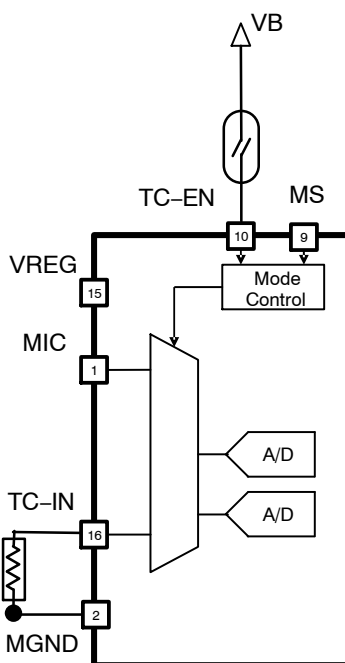 VB
TC–EN
MS
10
9
VREG
Mode
Control
15
MIC
1
A/D
TC–IN
A/D
16
2
MGND